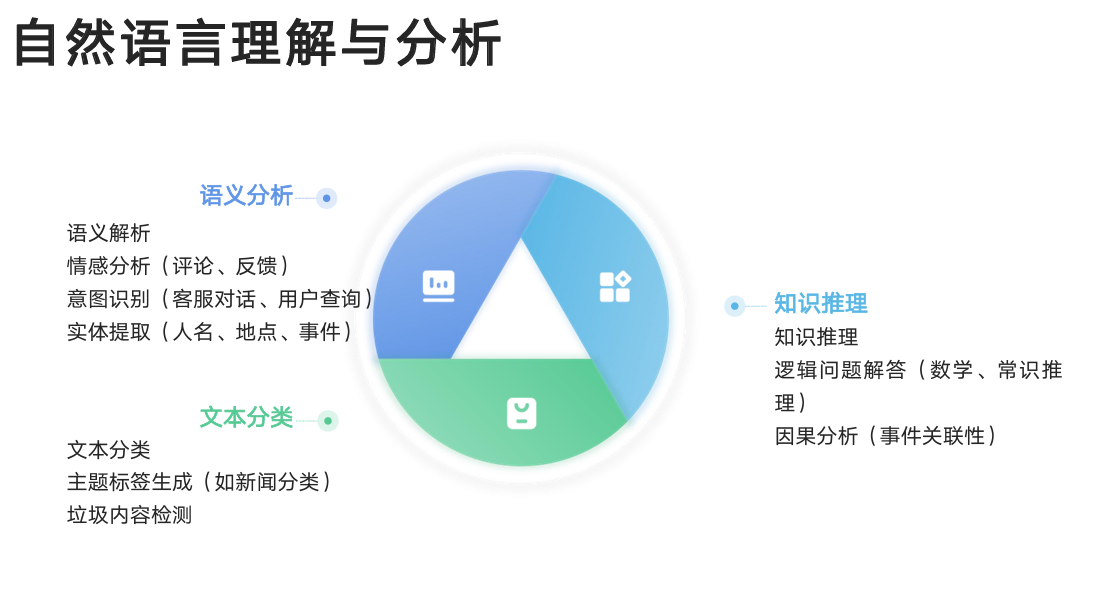 自然语言理解与分析
语义分析
语义解析
情感分析（评论、反馈）
意图识别（客服对话、用户查询）
实体提取（人名、地点、事件）
文本分类
文本分类
主题标签生成（如新闻分类）
垃圾内容检测
知识推理
知识推理
逻辑问题解答（数学、常识推
理）
因果分析（事件关联性）